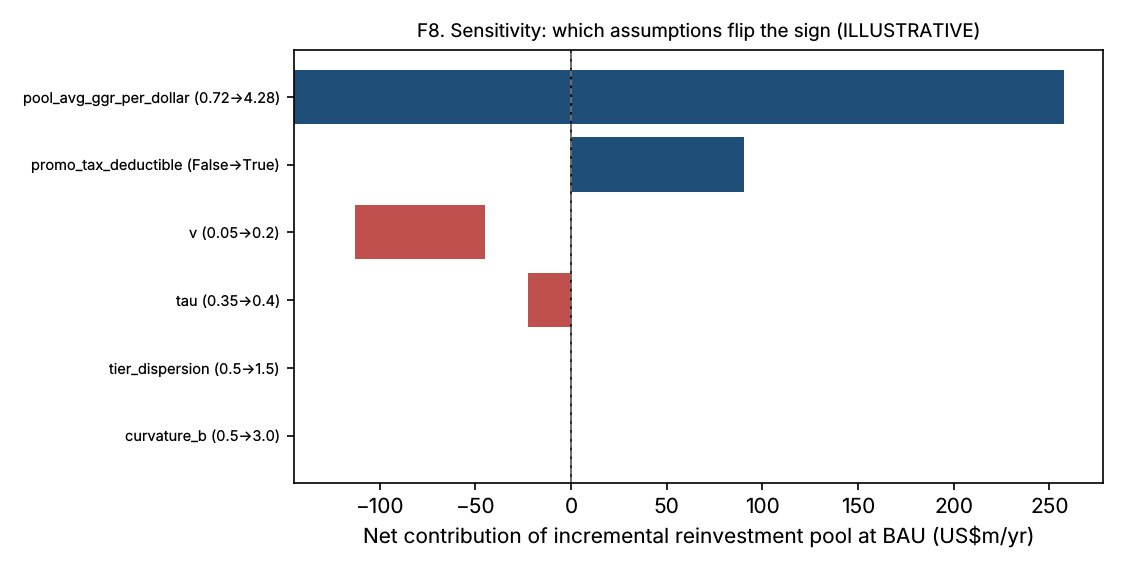 F8. Sensitivity: which assumptions flip the sign (ILLUSTRATIVE)
pool_avg_ggr_per_dollar (0.72→4.28)
promo_tax_deductible (False→True)
v (0.05→0.2)
tau (0.35→0.4)
tier_dispersion (0.5→1.5)
curvature_b (0.5→3.0)
−100 −50 0 50 100 150 200 250
Net contribution of incremental reinvestment pool at BAU (US$m/yr)